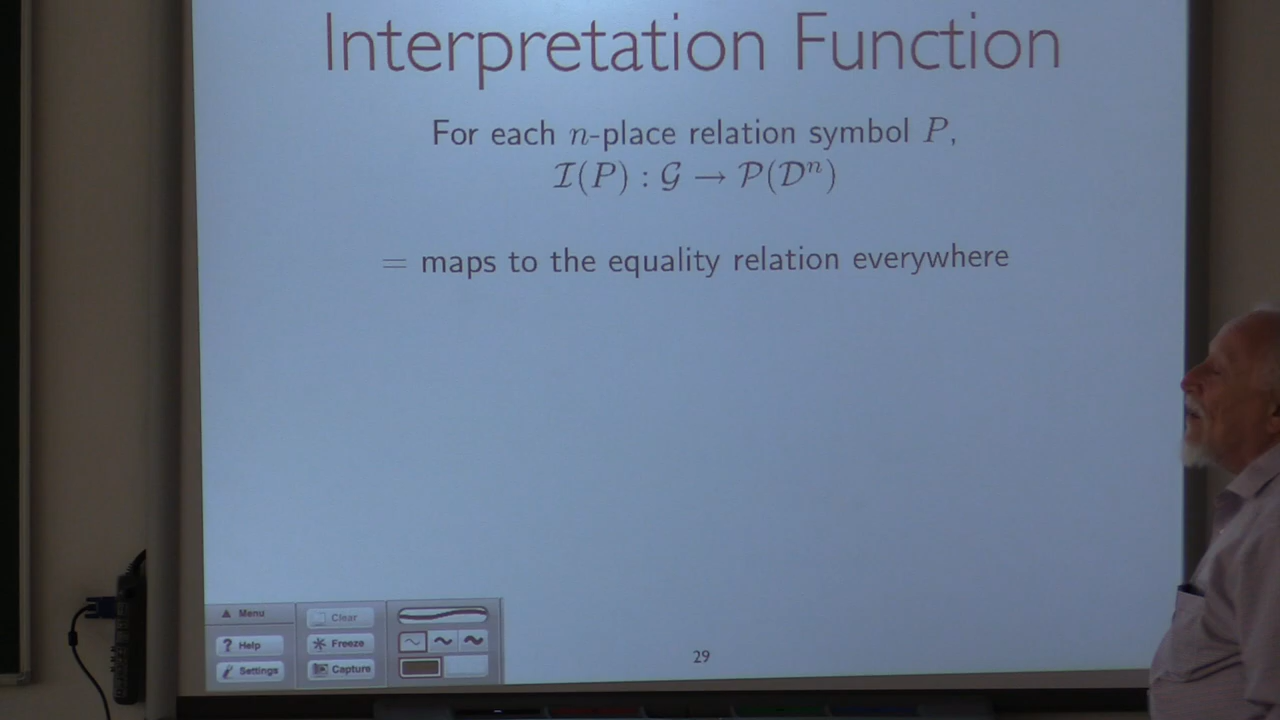 Interpretation Function
For each n-place relation symbol P,
𝓘(P) : 𝓖 → 𝓟(𝓓ⁿ)
= maps to the equality relation everywhere
Menu
Help
Settings
Clear
Freeze
Capture
29